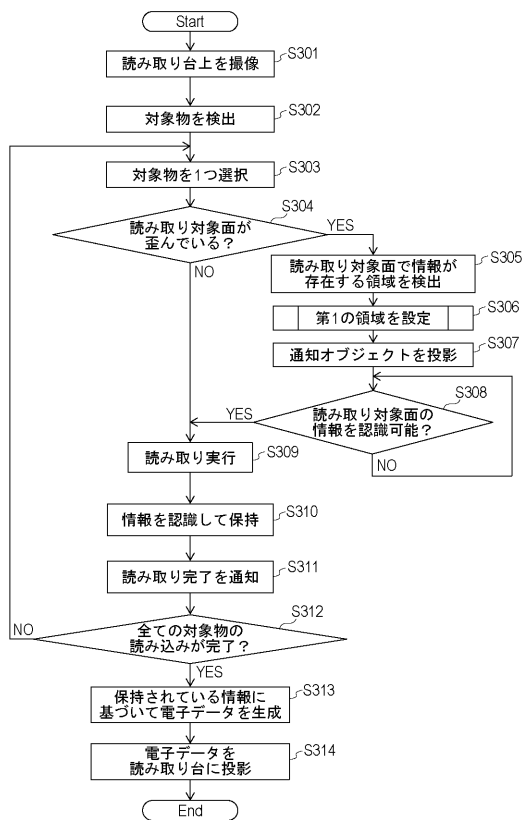 Start
S301
読み取り台上を撮像
S302
対象物を検出
S303
対象物を1つ選択
S304
読み取り対象面が
歪んでいる？
YES
NO
S305
読み取り対象面で情報が
存在する領域を検出
S306
第1の領域を設定
S307
通知オブジェクトを投影
S308
読み取り対象面の
情報を認識可能？
YES
NO
S309
読み取り実行
S310
情報を認識して保持
S311
読み取り完了を通知
S312
全ての対象物の
読み込みが完了？
NO
YES
S313
保持されている情報に
基づいて電子データを生成
S314
電子データを
読み取り台に投影
End